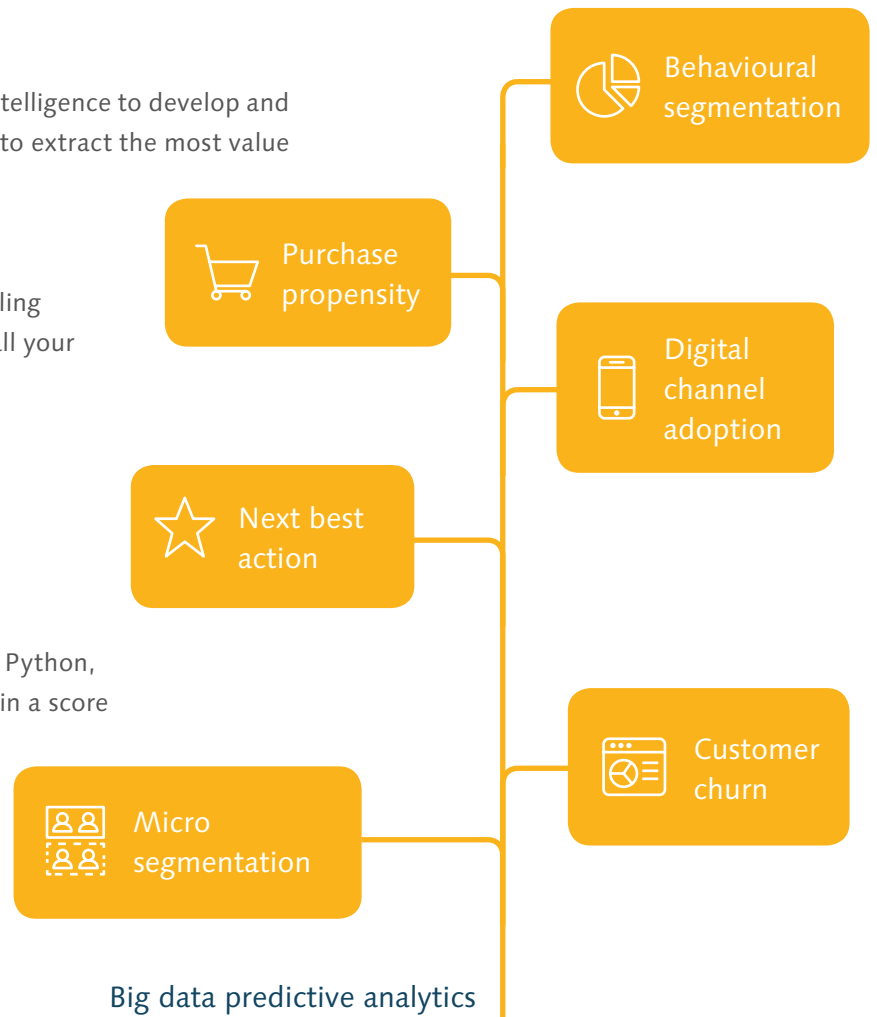 telligence to develop and
to extract the most value
ling
all your
Python,
in a score
Behavioural
segmentation
Purchase
propensity
Digital
channel
adoption
Next best
action
Customer
churn
Micro
segmentation
Big data predictive analytics